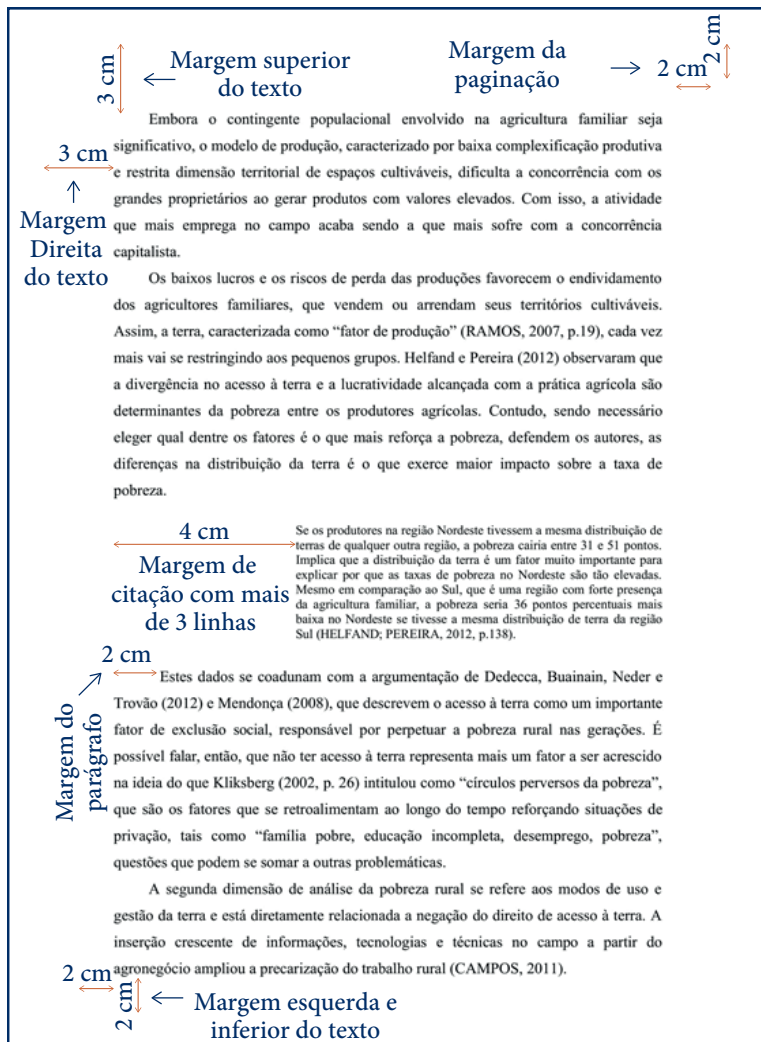 3 cm
Margem superior
do texto
Margem da
paginação
2 cm
2 cm
Embora o contingente populacional envolvido na agricultura familiar seja
significativo, o modelo de produção, caracterizado por baixa complexificação produtiva
3 cm
e restrita dimensão territorial de espaços cultiváveis, dificulta a concorrência com os
grandes proprietários ao gerar produtos com valores elevados. Com isso, a atividade
que mais emprega no campo acaba sendo a que mais sofre com a concorrência
capitalista.
Margem
Direita
do texto
Os baixos lucros e os riscos de perda das produções favorecem o endividamento
dos agricultores familiares, que vendem ou arrendam seus territórios cultiváveis.
Assim, a terra, caracterizada como “fator de produção” (RAMOS, 2007, p.19), cada vez
mais vai se restringindo aos pequenos grupos. Helfand e Pereira (2012) observaram que
a divergência no acesso à terra e a lucratividade alcançada com a prática agrícola são
determinantes da pobreza entre os produtores agrícolas. Contudo, sendo necessário
eleger qual dentre os fatores é o que mais reforça a pobreza, defendem os autores, as
diferenças na distribuição da terra é o que exerce maior impacto sobre a taxa de
pobreza.
4 cm
Margem de
citação com mais
de 3 linhas
Se os produtores na região Nordeste tivessem a mesma distribuição de
terras de qualquer outra região, a pobreza cairia entre 31 e 51 pontos.
Implica que a distribuição da terra é um fator muito importante para
explicar por que as taxas de pobreza no Nordeste são tão elevadas.
Mesmo em comparação ao Sul, que é uma região com forte presença
da agricultura familiar, a pobreza seria 36 pontos percentuais mais
baixa no Nordeste se tivesse a mesma distribuição de terra da região
Sul (HELFAND; PEREIRA, 2012, p.138).
2 cm
Margem do
parágrafo
Estes dados se coadunam com a argumentação de Dedecca, Buainain, Neder e
Trovão (2012) e Mendonça (2008), que descrevem o acesso à terra como um importante
fator de exclusão social, responsável por perpetuar a pobreza rural nas gerações. É
possível falar, então, que não ter acesso à terra representa mais um fator a ser acrescido
na ideia do que Kliksberg (2002, p. 26) intitulou como “círculos perversos da pobreza”,
que são os fatores que se retroalimentam ao longo do tempo reforçando situações de
privação, tais como “família pobre, educação incompleta, desemprego, pobreza”,
questões que podem se somar a outras problemáticas.
A segunda dimensão de análise da pobreza rural se refere aos modos de uso e
gestão da terra e está diretamente relacionada a negação do direito de acesso à terra. A
inserção crescente de informações, tecnologias e técnicas no campo a partir do
agronegócio ampliou a precarização do trabalho rural (CAMPOS, 2011).
2 cm
2 cm
Margem esquerda e
inferior do texto